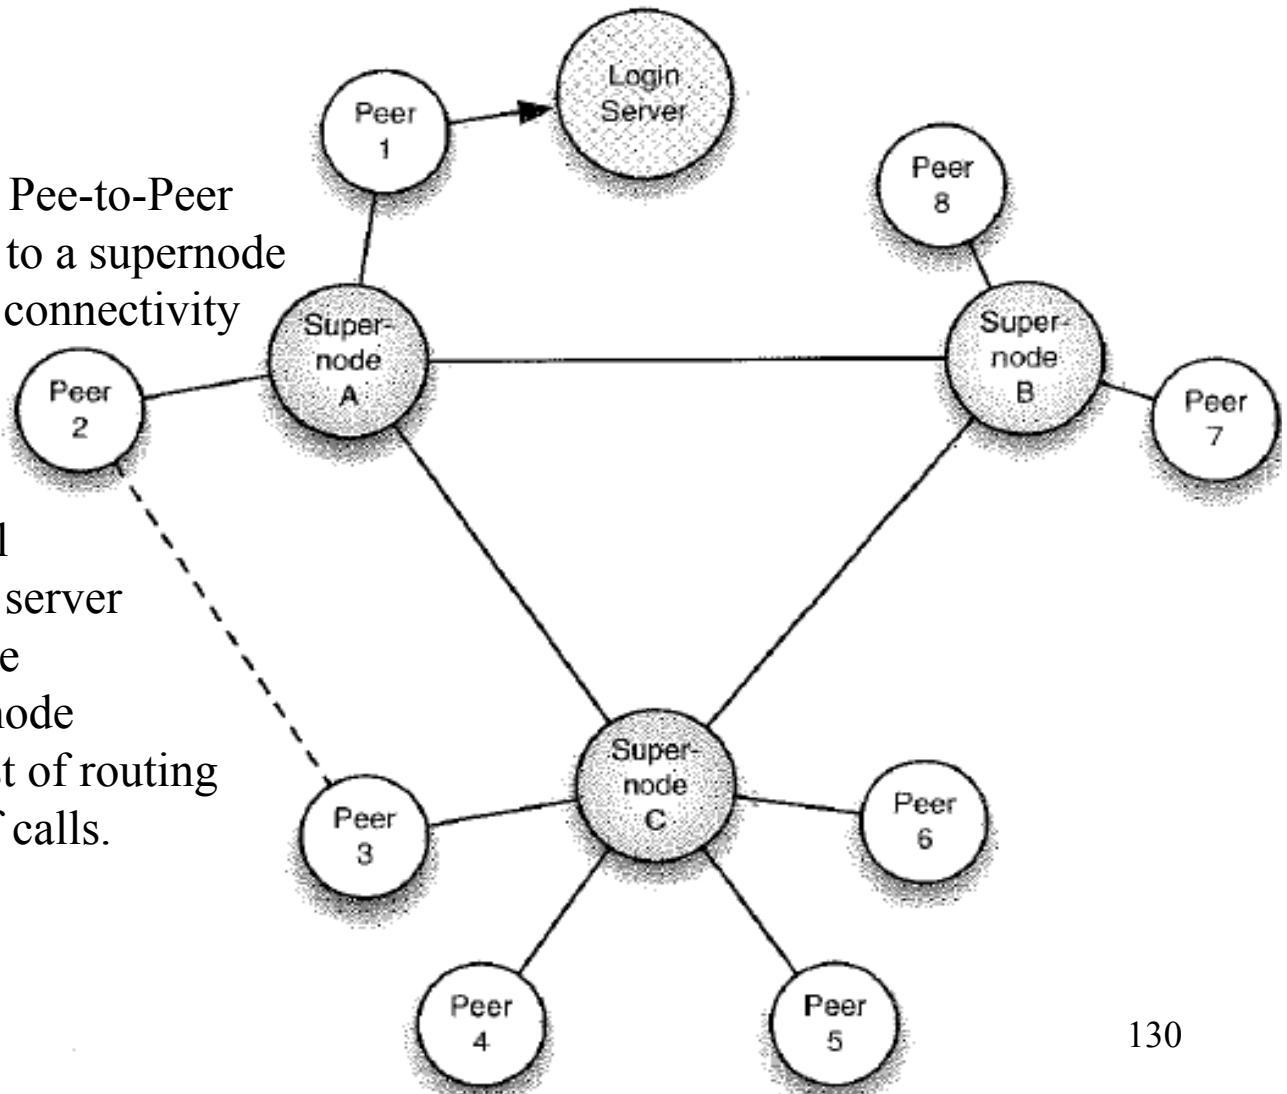 Login
Server
Peer
1
Peer
8
Pee-to-Peer
to a supernode
connectivity
Super-
node
A
Super-
node
B
Peer
2
Peer
7
l
server
e
node
st of routing
f calls.
Super-
node
C
Peer
3
Peer
6
Peer
4
Peer
5
130